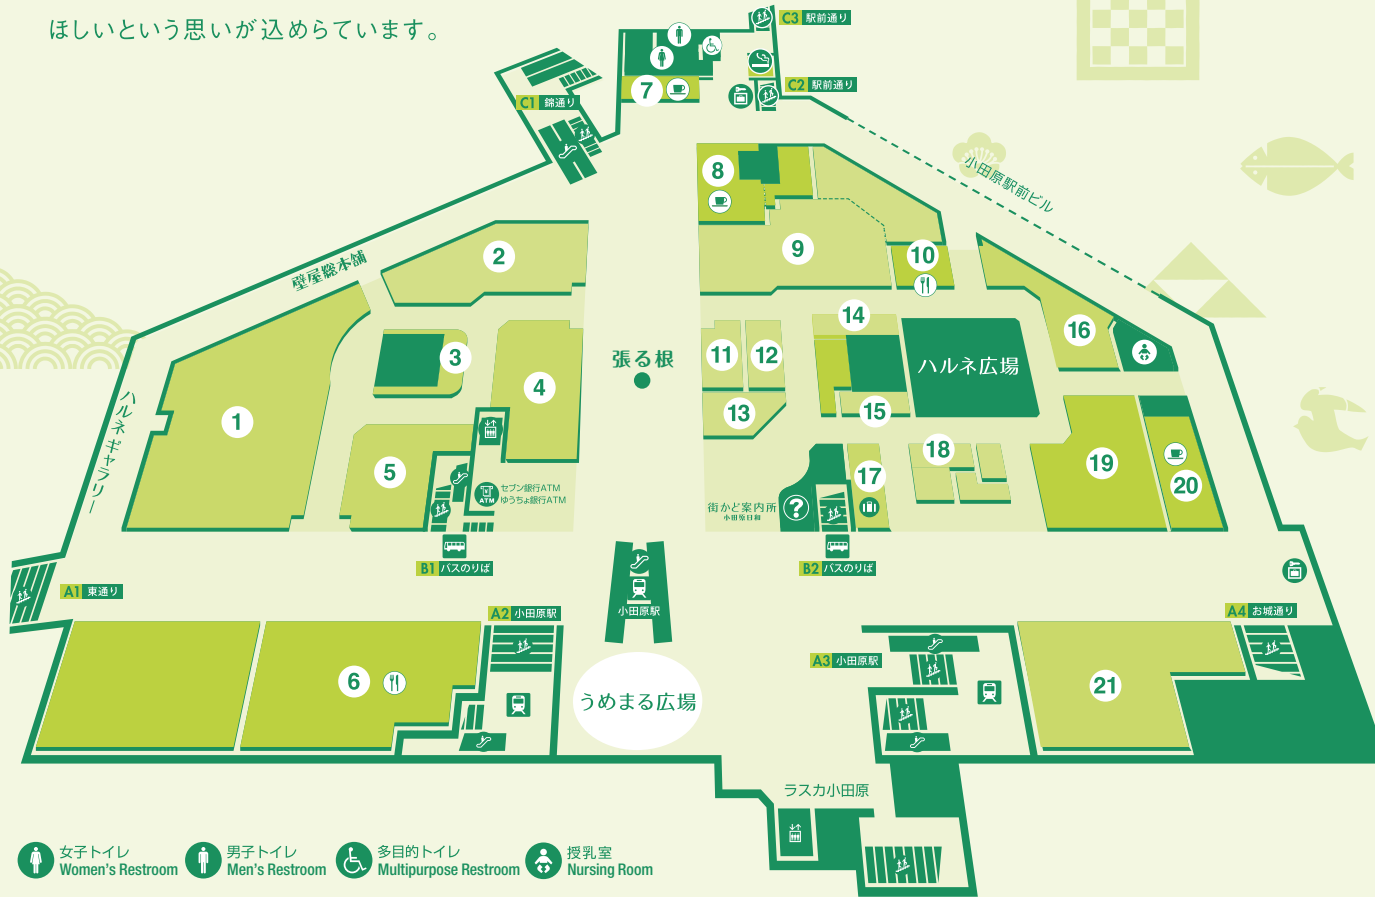 ほしいという思いが込められています。
C3 駅前通り
C2 駅前通り
C1 錦通り
7
8
小田原駅前ビル
2
9
10
壁屋総本舗
14
16
3
11
12
張る根
ハルネ広場
4
13
15
1
ハルネギャラリー
18
5
17
19
20
セブン銀行ATM
ゆうちょ銀行ATM
ATM
街かど案内所
小田原日和
?
B1 バスのりば
B2 バスのりば
A1 東通り
A2 小田原駅
小田原駅
A4 お城通り
A3 小田原駅
6
21
うめまる広場
ラスカ小田原
女子トイレ
Women's Restroom
男子トイレ
Men's Restroom
多目的トイレ
Multipurpose Restroom
授乳室
Nursing Room